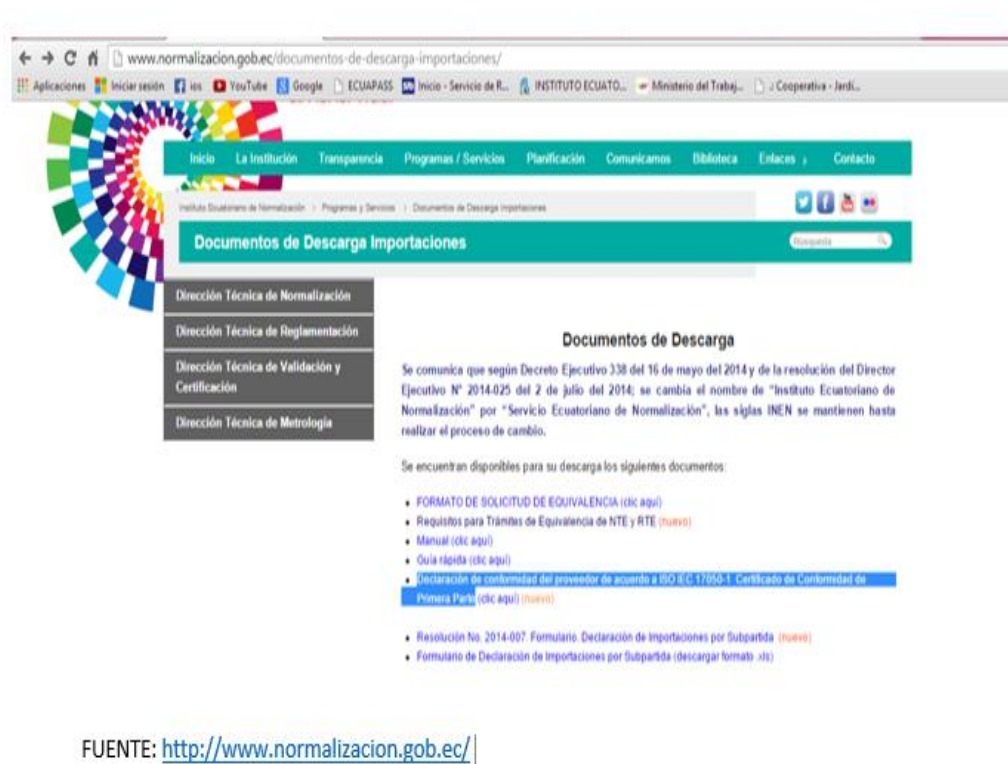 www.normalizacion.gob.ec/documentos-de-descarga-importaciones/
Aplicaciones Iniciar sesión ios YouTube Google ECUAPASS Inicio - Servicio de R... INSTITUTO ECUATO... Ministerio del Trabaj... Cooperativa - Jardí...
Inicio La Institución Transparencia Programas / Servicios Planificación Comunicamos Biblioteca Enlaces Contacto
Instituto Ecuatoriano de Normalización Programas y Servicios Documentos de Descarga Importaciones
Documentos de Descarga Importaciones
Búsqueda
Dirección Técnica de Normalización
Dirección Técnica de Reglamentación
Dirección Técnica de Validación y
Certificación
Dirección Técnica de Metrología
Documentos de Descarga
Se comunica que según Decreto Ejecutivo 338 del 16 de mayo del 2014 y de la resolución del Director
Ejecutivo N° 2014-025 del 2 de julio del 2014; se cambia el nombre de “Instituto Ecuatoriano de
Normalización” por “Servicio Ecuatoriano de Normalización”, las siglas INEN se mantienen hasta
realizar el proceso de cambio.
Se encuentran disponibles para su descarga los siguientes documentos:
FORMATO DE SOLICITUD DE EQUIVALENCIA (clic aquí)
Requisitos para Trámites de Equivalencia de NTE y RTE (nuevo)
Manual (clic aquí)
Guía rápida (clic aquí)
Declaración de conformidad del proveedor de acuerdo a ISO IEC 17050-1. Certificado de Conformidad de
Primera Parte (clic aquí) (nuevo)
Resolución No. 2014-007. Formulario. Declaración de Importaciones por Subpartida (nuevo)
Formulario de Declaración de Importaciones por Subpartida (descargar formato .xls)
FUENTE: http://www.normalizacion.gob.ec/